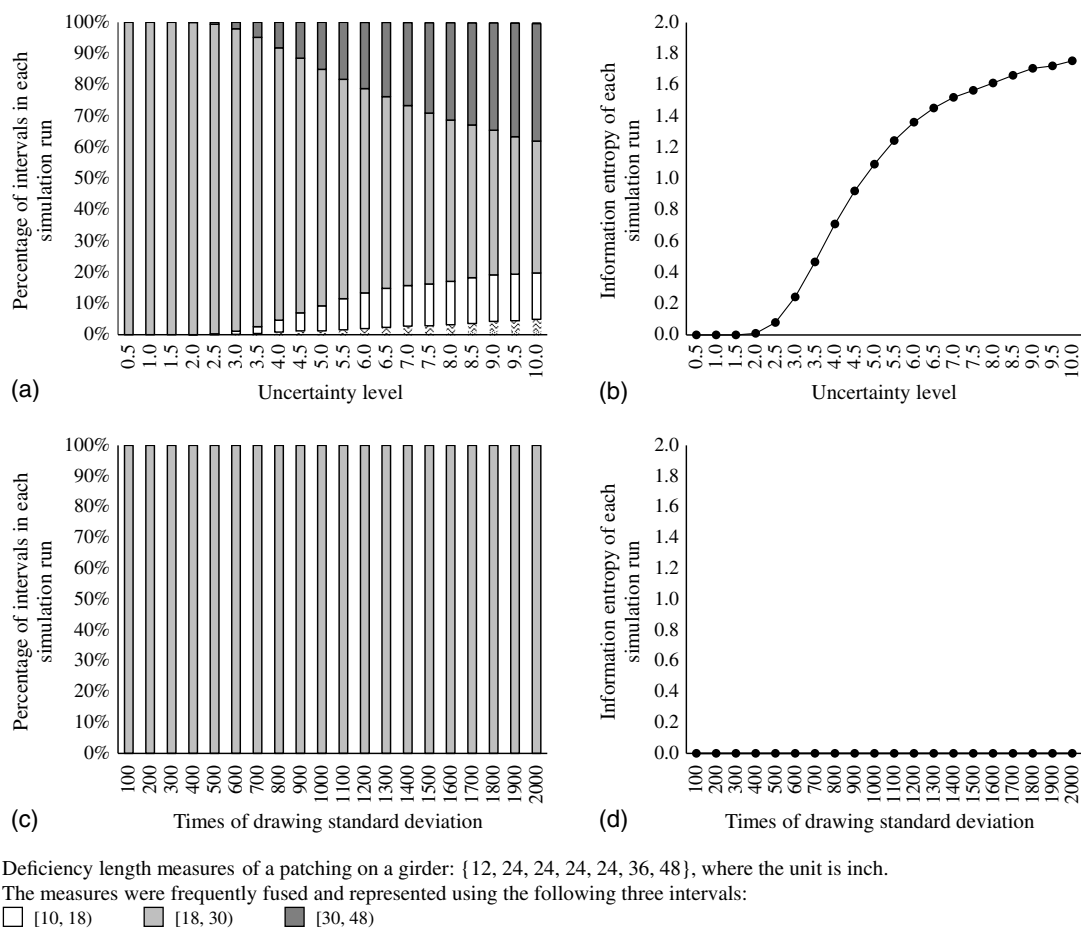 Percentage of intervals in each
simulation run
100%
90%
80%
70%
60%
50%
40%
30%
20%
10%
0%
0.5 1.0 1.5 2.0 2.5 3.0 3.5 4.0 4.5 5.0 5.5 6.0 6.5 7.0 7.5 8.0 8.5 9.0 9.5 10.0
(a) Uncertainty level
Information entropy of each
simulation run
2.0
1.8
1.6
1.4
1.2
1.0
0.8
0.6
0.4
0.2
0.0
0.5 1.0 1.5 2.0 2.5 3.0 3.5 4.0 4.5 5.0 5.5 6.0 6.5 7.0 7.5 8.0 8.5 9.0 9.5 10.0
(b) Uncertainty level
Percentage of intervals in each
simulation run
100%
90%
80%
70%
60%
50%
40%
30%
20%
10%
0%
100 200 300 400 500 600 700 800 900 1000 1100 1200 1300 1400 1500 1600 1700 1800 1900 2000
(c) Times of drawing standard deviation
Information entropy of each
simulation run
2.0
1.8
1.6
1.4
1.2
1.0
0.8
0.6
0.4
0.2
0.0
100 200 300 400 500 600 700 800 900 1000 1100 1200 1300 1400 1500 1600 1700 1800 1900 2000
(d) Times of drawing standard deviation
Deficiency length measures of a patching on a girder: {12, 24, 24, 24, 24, 36, 48}, where the unit is inch.
The measures were frequently fused and represented using the following three intervals:
[10, 18) [18, 30) [30, 48)